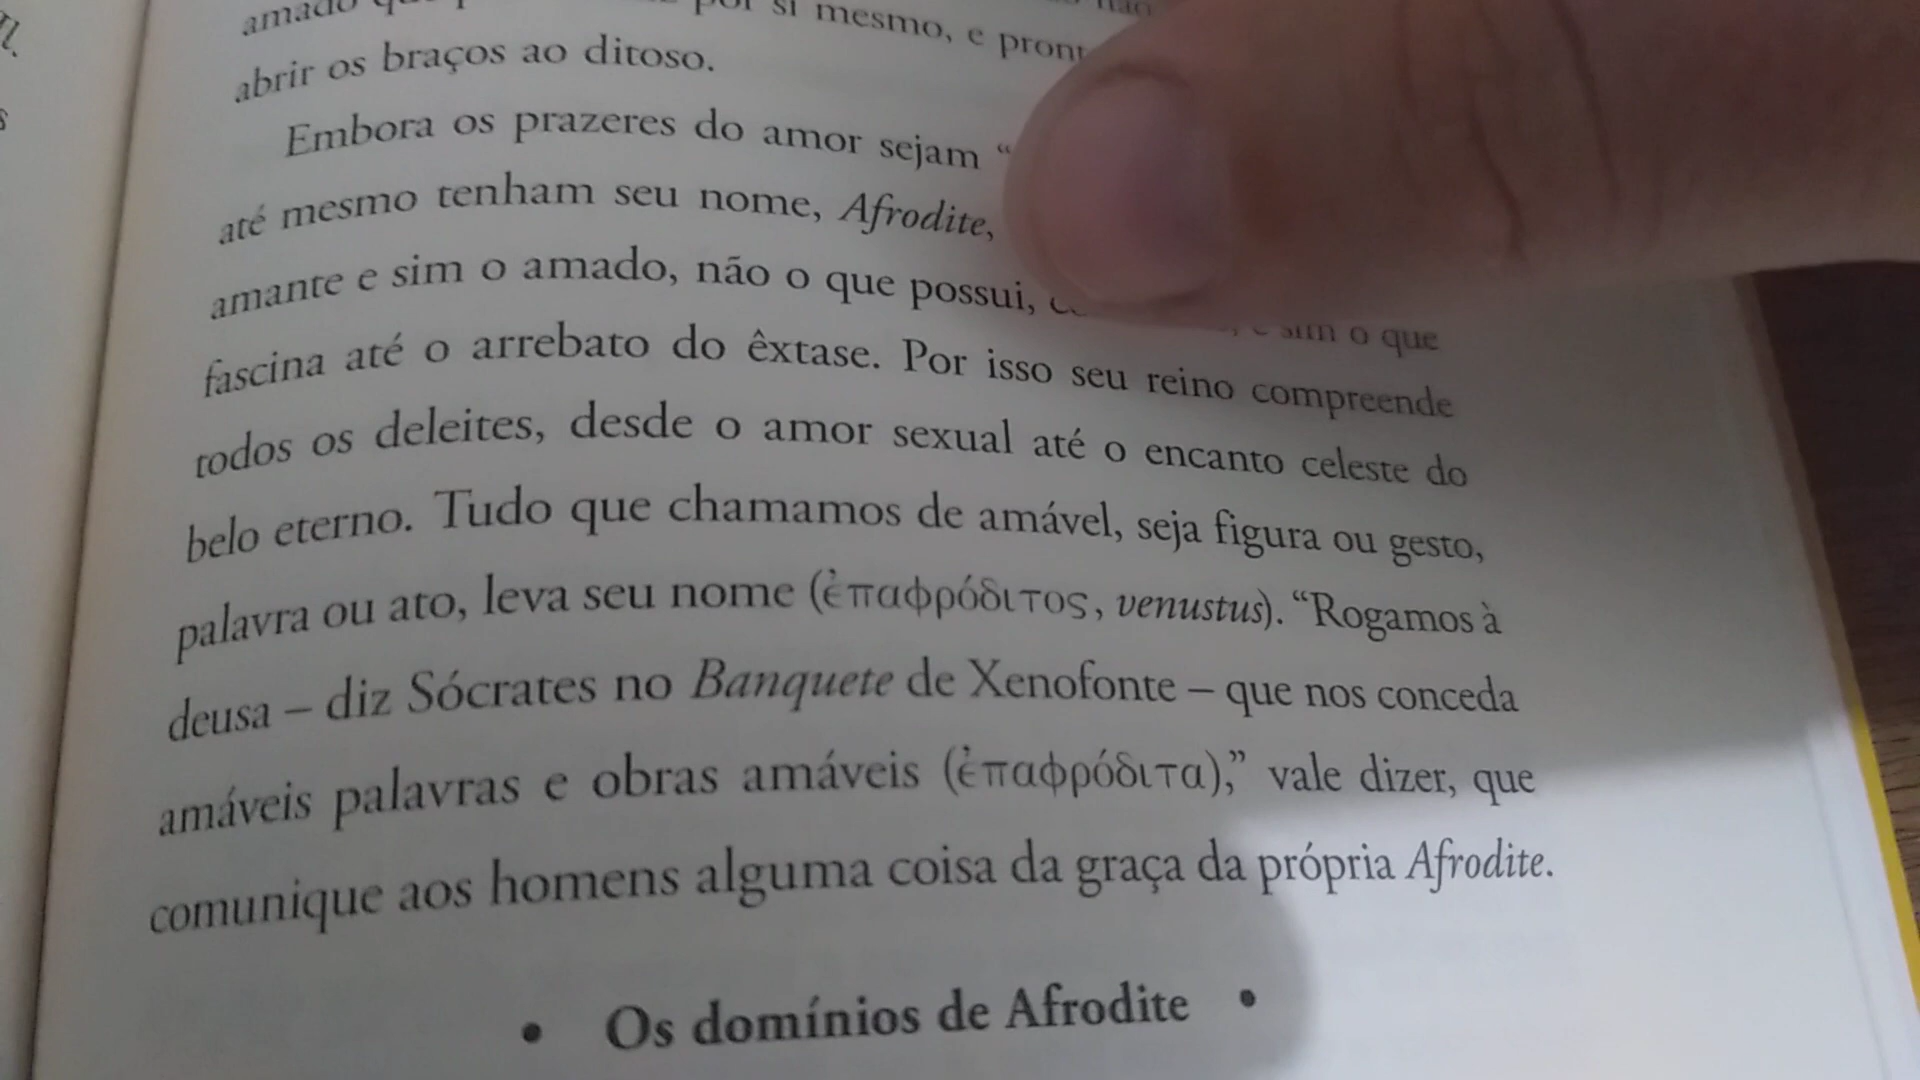 amado por si mesmo, e
abrir os braços ao ditoso.
Embora os prazeres do amor sejam “
até mesmo tenham seu nome, Afrodite,
amante e sim o amado, não o que possui, e sim o que
fascina até o arrebato do êxtase. Por isso seu reino compreende
todos os deleites, desde o amor sexual até o encanto celeste do
belo eterno. Tudo que chamamos de amável, seja figura ou gesto,
palavra ou ato, leva seu nome (ἐπαφρόδιτος, venustus). “Rogamos à
deusa – diz Sócrates no Banquete de Xenofonte – que nos conceda
amáveis palavras e obras amáveis (ἐπαφρόδιτα),” vale dizer, que
comunique aos homens alguma coisa da graça da própria Afrodite.
• Os domínios de Afrodite •